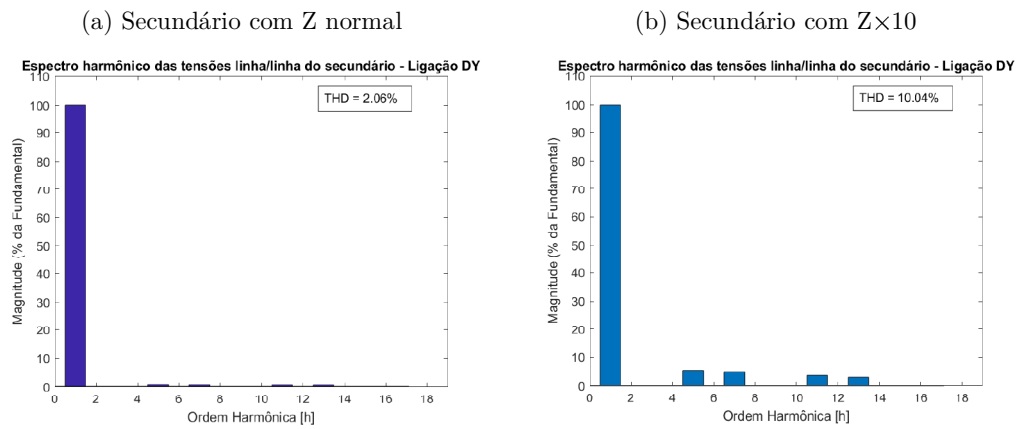 (a) Secundário com Z normal
Espectro harmônico das tensões linha/linha do secundário - Ligação DY
THD = 2.06%
Magnitude (% da Fundamental)
110
100
90
80
70
60
50
40
30
20
10
0
0 2 4 6 8 10 12 14 16 18
Ordem Harmônica [h]
(b) Secundário com Z×10
Espectro harmônico das tensões linha/linha do secundário - Ligação DY
THD = 10.04%
Magnitude (% da Fundamental)
110
100
90
80
70
60
50
40
30
20
10
0
0 2 4 6 8 10 12 14 16 18
Ordem Harmônica [h]